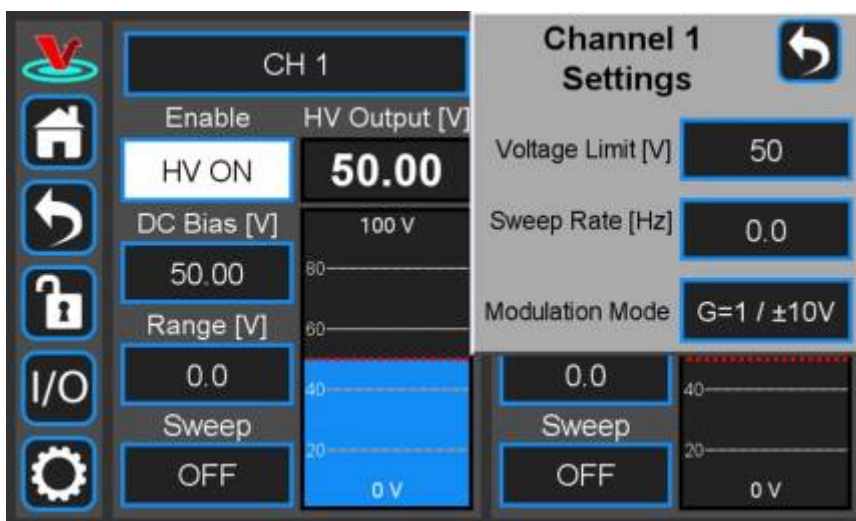 CH 1
Enable
HV Output [V]
HV ON
50.00
DC Bias [V]
50.00
Range [V]
0.0
Sweep
OFF
100 V
80
60
40
20
0 V
Channel 1
Settings
Voltage Limit [V]
50
Sweep Rate [Hz]
0.0
Modulation Mode
G=1 / ±10V
0.0
Sweep
OFF
40
20
0 V
I/O